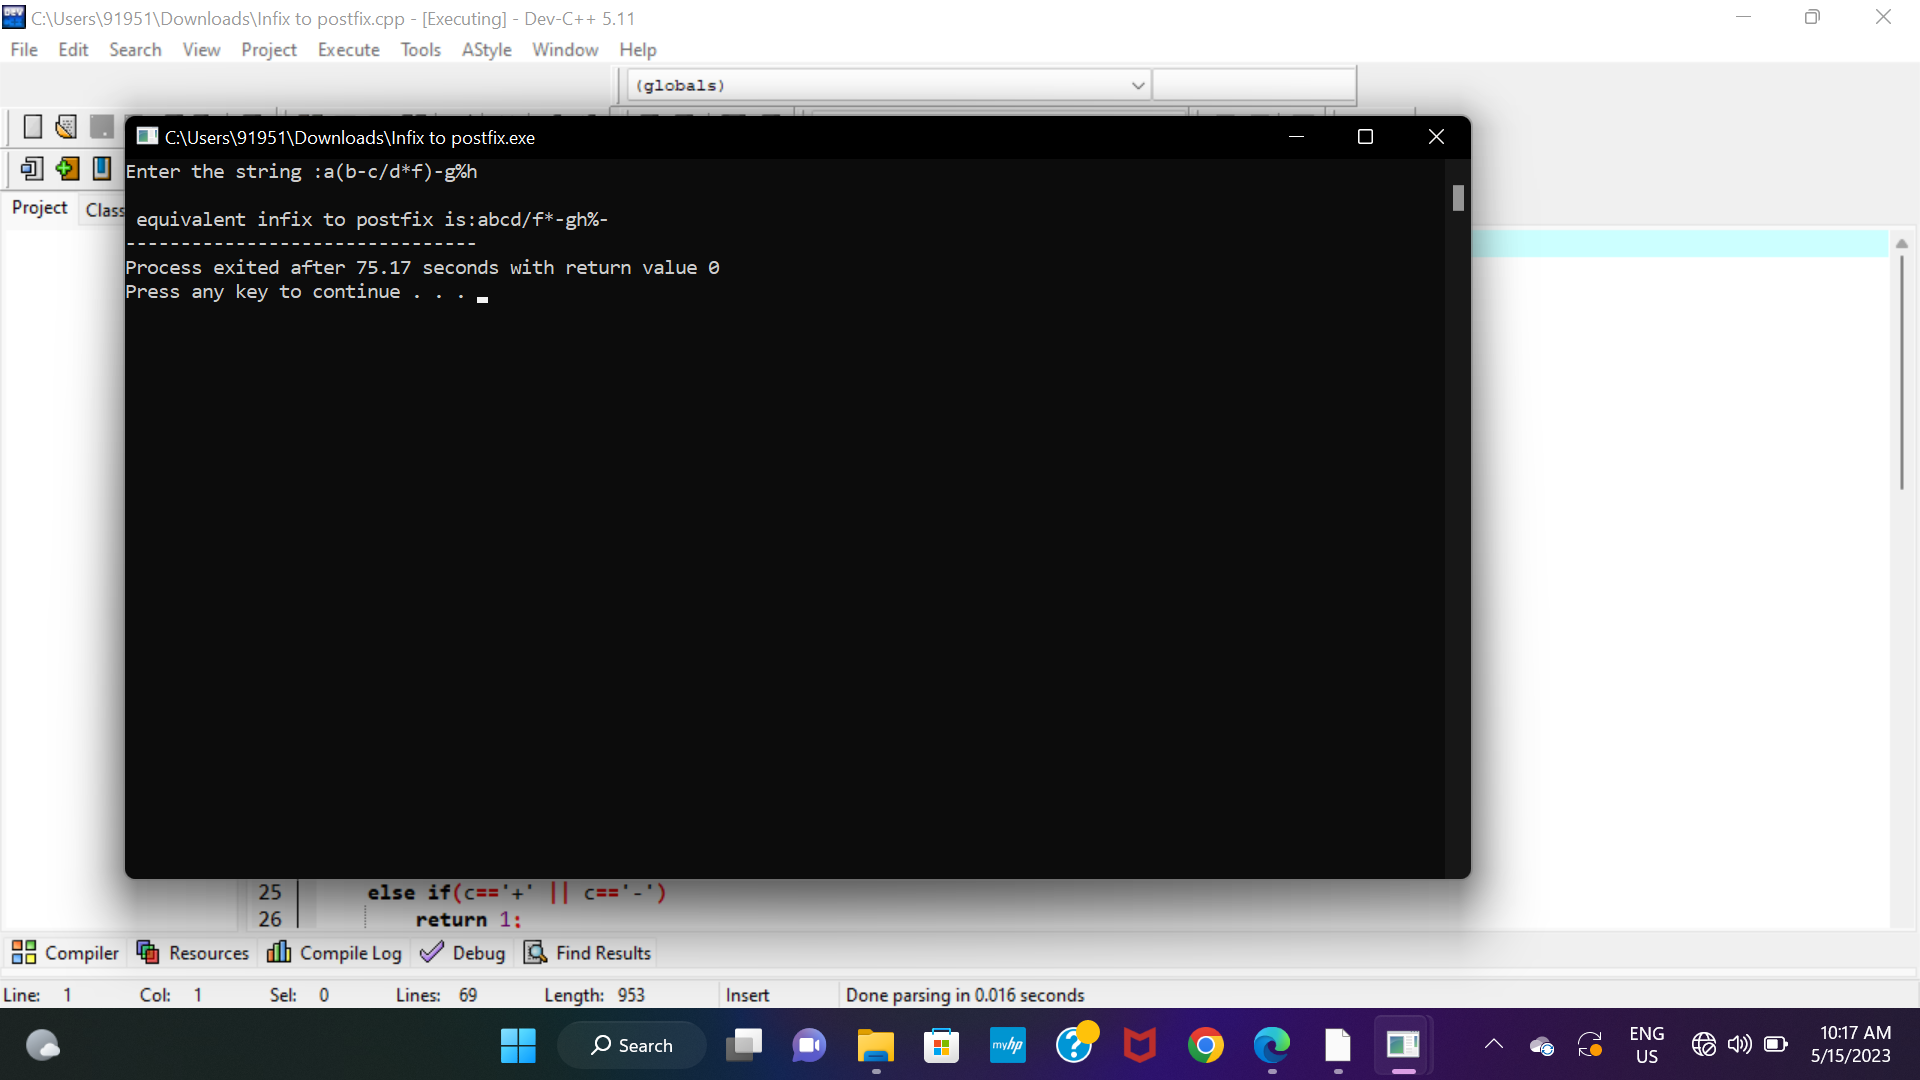 C:\Users\91951\Downloads\Infix to postfix.cpp - [Executing] - Dev-C++ 5.11
File Edit Search View Project Execute Tools AStyle Window Help
(globals)
C:\Users\91951\Downloads\Infix to postfix.exe
Enter the string :a(b-c/d*f)-g%h
equivalent infix to postfix is:abcd/f*-gh%-
--------------------------------
Process exited after 75.17 seconds with return value 0
Press any key to continue . . .
Project Class
25 else if(c=='+' || c=='-')
26 return 1;
Compiler Resources Compile Log Debug Find Results
Line: 1 Col: 1 Sel: 0 Lines: 69 Length: 953 Insert Done parsing in 0.016 seconds
Search
myhp
ENG
US
10:17 AM
5/15/2023